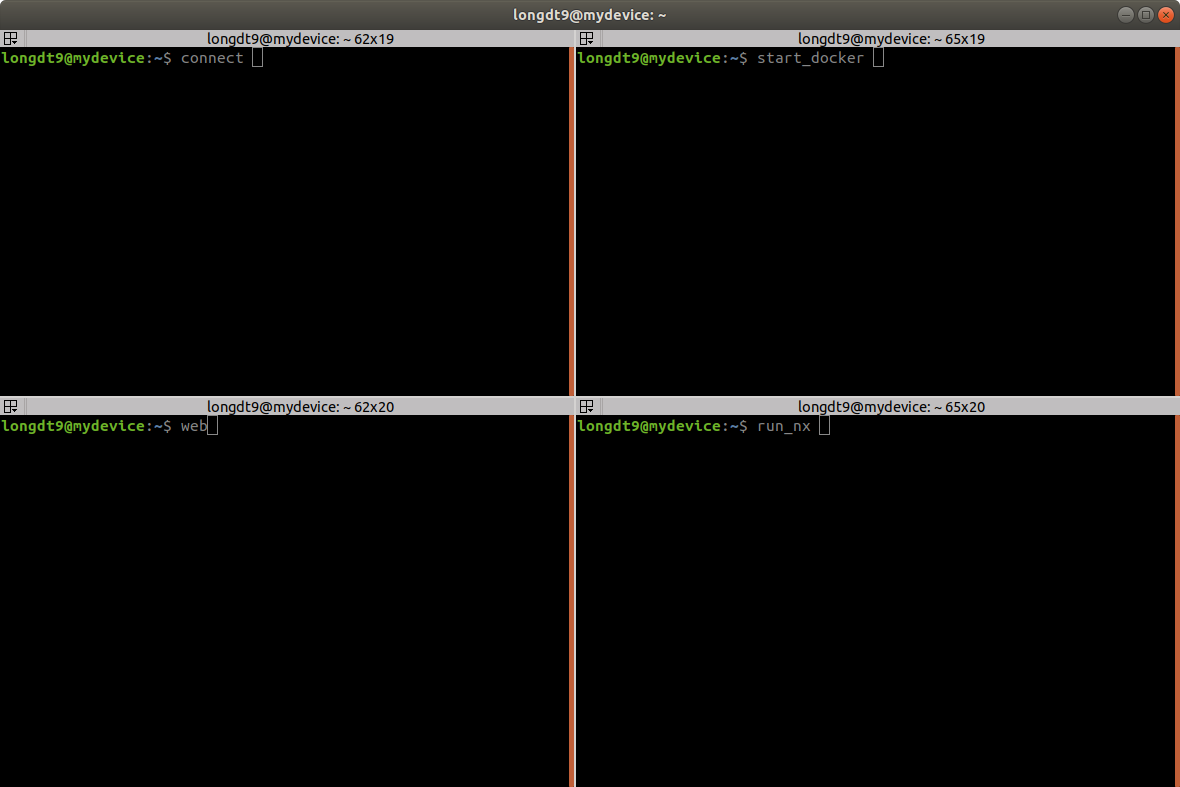 longdt9@mydevice: ~
longdt9@mydevice: ~ 62x19
longdt9@mydevice:~$ connect
longdt9@mydevice: ~ 65x19
longdt9@mydevice:~$ start_docker
longdt9@mydevice: ~ 62x20
longdt9@mydevice:~$ web
longdt9@mydevice: ~ 65x20
longdt9@mydevice:~$ run_nx